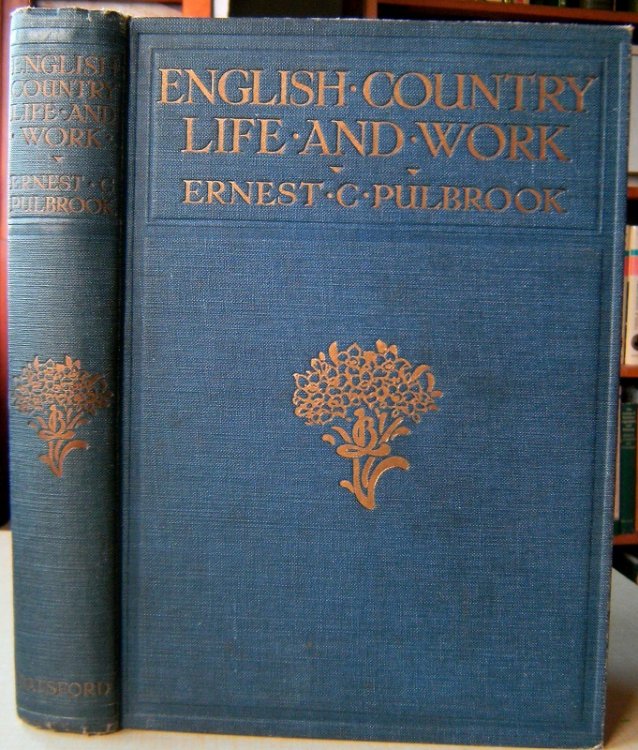 ENGLISH
COUNTRY
LIFE·AND
·WORK·
ERNEST·C
PULBROOK
ENGLISH·COUNTRY
LIFE·AND·WORK
ERNEST·C·PULBROOK
B